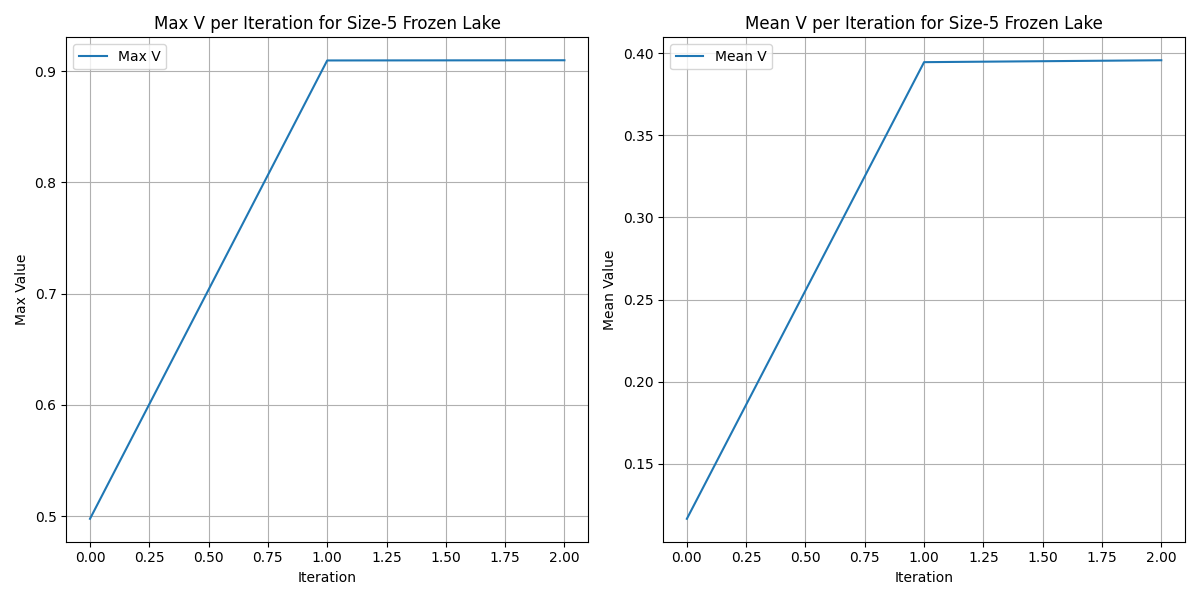 Max V per Iteration for Size-5 Frozen Lake
Max V
0.9
0.8
0.7
0.6
0.5
Max Value
0.00 0.25 0.50 0.75 1.00 1.25 1.50 1.75 2.00
Iteration
Mean V per Iteration for Size-5 Frozen Lake
Mean V
0.40
0.35
0.30
0.25
0.20
0.15
Mean Value
0.00 0.25 0.50 0.75 1.00 1.25 1.50 1.75 2.00
Iteration